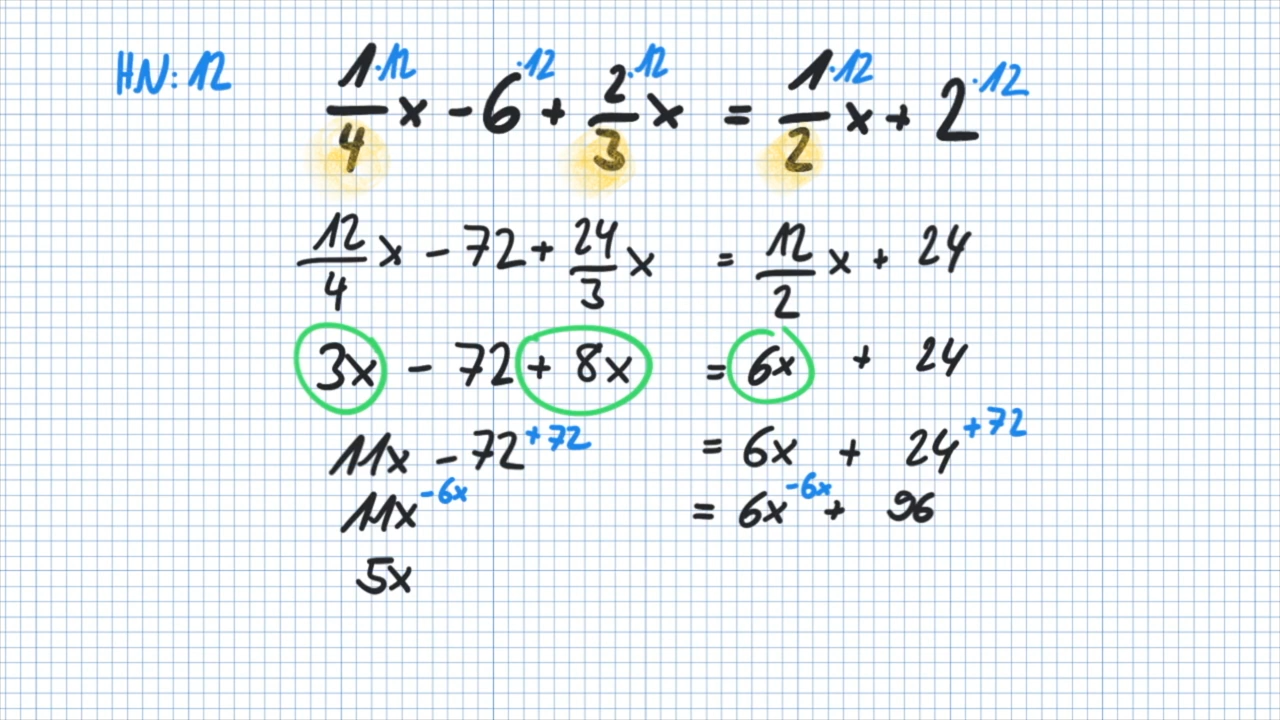 HN: 12
1·12/4 x - 6·12 + 2·12/3 x = 1·12/2 x + 2·12
12/4 x - 72 + 24/3 x = 12/2 x + 24
3x - 72 + 8x = 6x + 24
11x - 72 +72 = 6x + 24 +72
11x -6x = 6x -6x + 96
5x